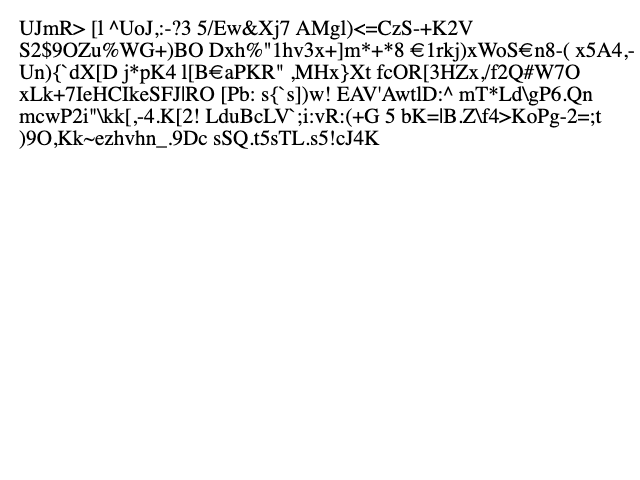 UJmR> [l ^UoJ,:-?3 5/Ew&Xj7 AMgl)<=CzS-+K2V
S2$9OZu%WG+)BO Dxh%"1hv3x+]m*+*8 €1rkj)xWoS€n8-( x5A4,-
Un){`dX[D j*pK4 l[B€aPKR" ,MHx}Xt fcOR[3HZx,/f2Q#W7O
xLk+7IeHCIkeSFJ|RO [Pb: s{`s])w! EAV'AwtlD:^ mT*Ld\gP6.Qn
mcwP2i"\kk[,-4.K[2! LduBcLV`;i:vR:(+G 5 bK=|B.Z\f4>KoPg-2=;t
)9O,Kk~ezhvhn_.9Dc sSQ.t5sTL.s5!cJ4K